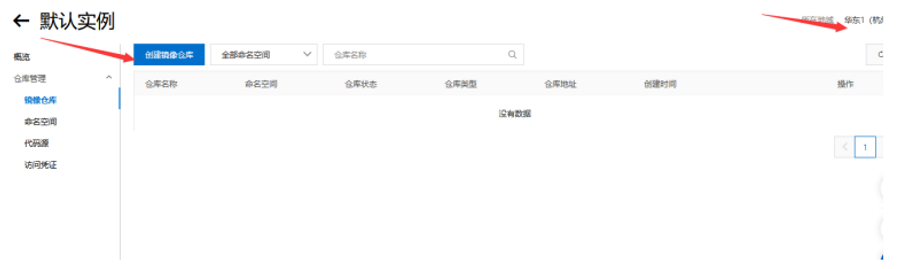 ← 默认实例
所在地域 华东1 (杭
概览
创建镜像仓库 全部命名空间 仓库名称
仓库管理
仓库名称 命名空间 仓库状态 仓库类型 仓库地址 创建时间 操作
镜像仓库
没有数据
命名空间
代码源
1
访问凭证